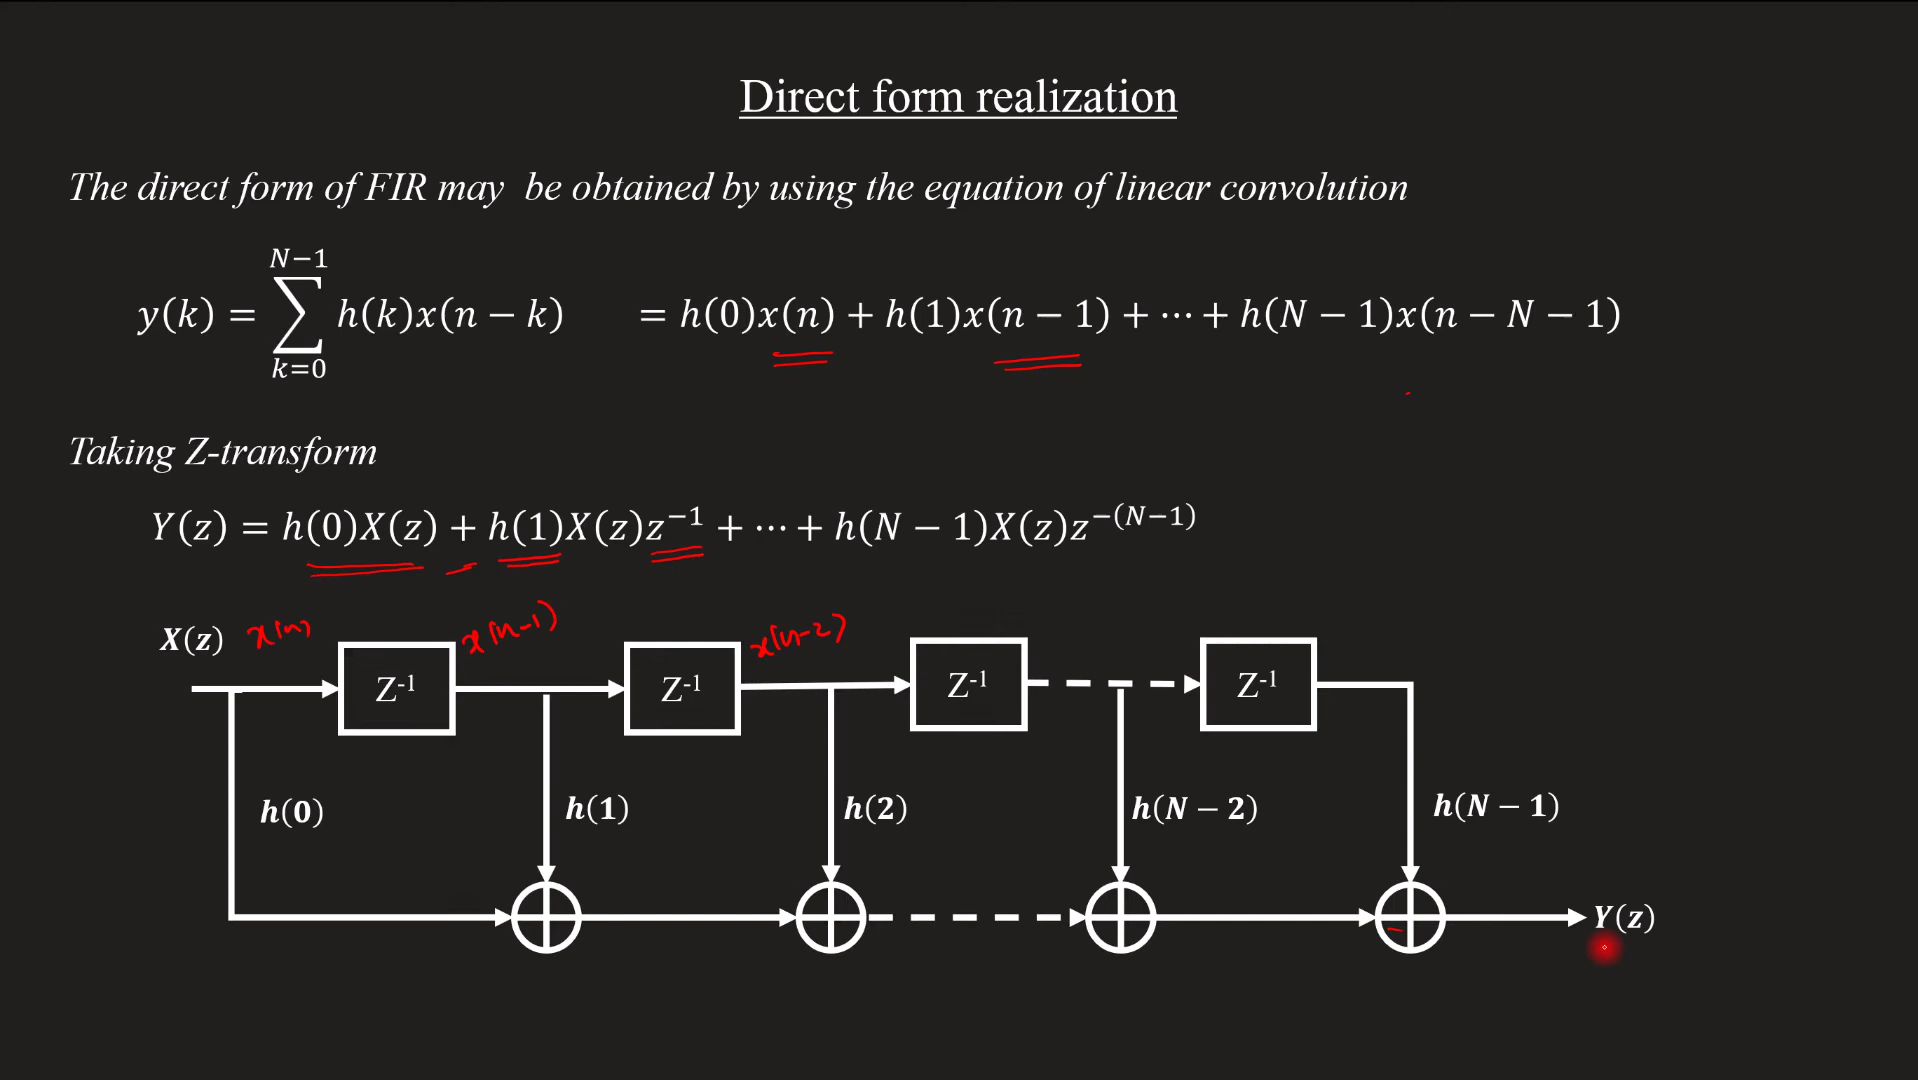 Direct form realization
The direct form of FIR may be obtained by using the equation of linear convolution
N−1
y(k) = ∑ h(k)x(n − k) = h(0)x(n) + h(1)x(n − 1) + ⋯ + h(N − 1)x(n − N − 1)
k=0
Taking Z-transform
Y(z) = h(0)X(z) + h(1)X(z)z⁻¹ + ⋯ + h(N − 1)X(z)z⁻⁽ᴺ⁻¹⁾
X(z) x(n) x(n-1) x(n-2)
Z⁻¹ Z⁻¹ Z⁻¹ Z⁻¹
h(0) h(1) h(2) h(N − 2) h(N − 1)
Y(z)